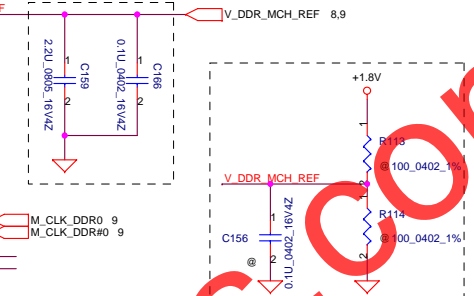 F
V_DDR_MCH_REF 8,9
1
C159
2
2.2U_0805_16V4Z
1
C166
2
0.1U_0402_16V4Z
+1.8V
1
R113
@100_0402_1%
2
V_DDR_MCH_REF
1
R114
@100_0402_1%
2
1
C156
@
2
0.1U_0402_16V4Z
M_CLK_DDR0 9
M_CLK_DDR#0 9